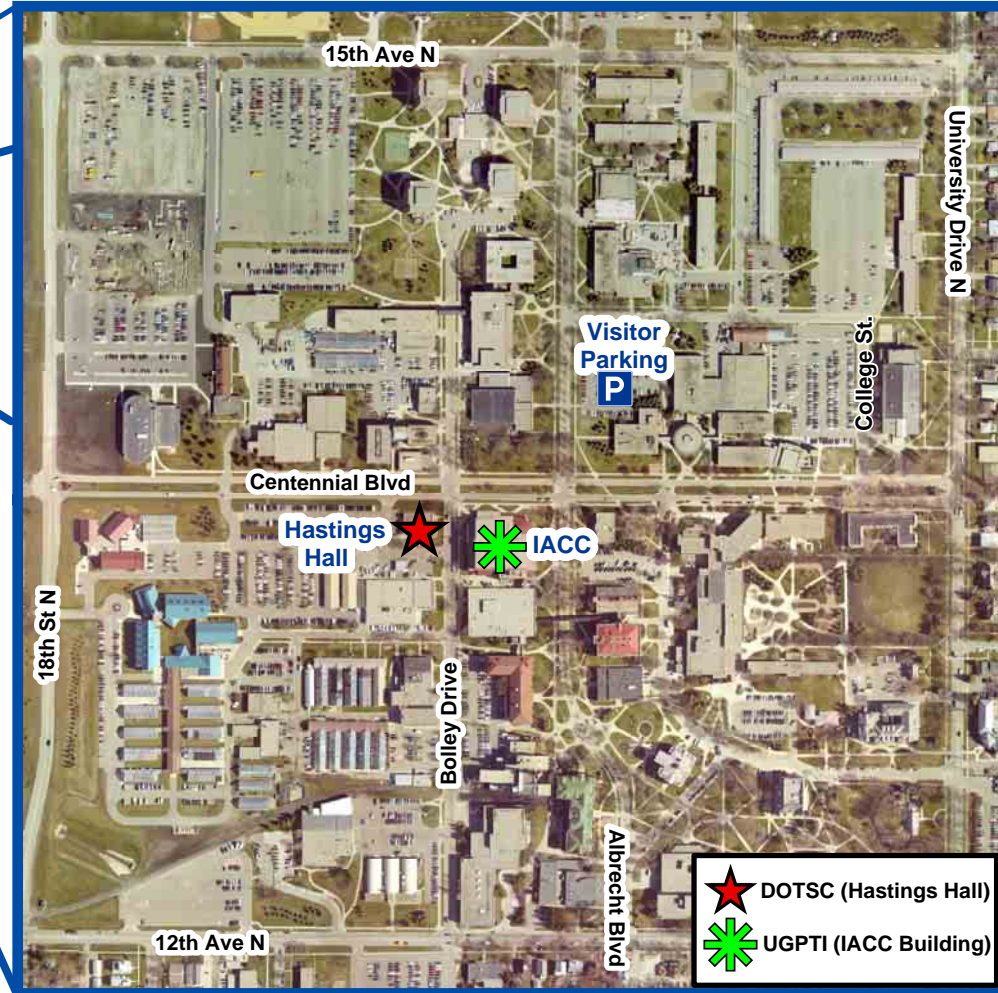 15th Ave N
University Drive N
Visitor
Parking
P
College St.
Centennial Blvd
Hastings
Hall
IACC
18th St N
Bolley Drive
Albrecht Blvd
12th Ave N
DOTSC (Hastings Hall)
UGPTI (IACC Building)